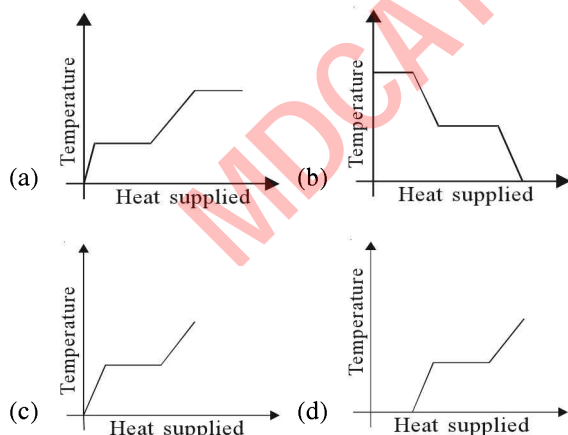 Temperature
(a)
Heat supplied
Temperature
(b)
Heat supplied
Temperature
(c)
Heat supplied
Temperature
(d)
Heat supplied
MDCAT